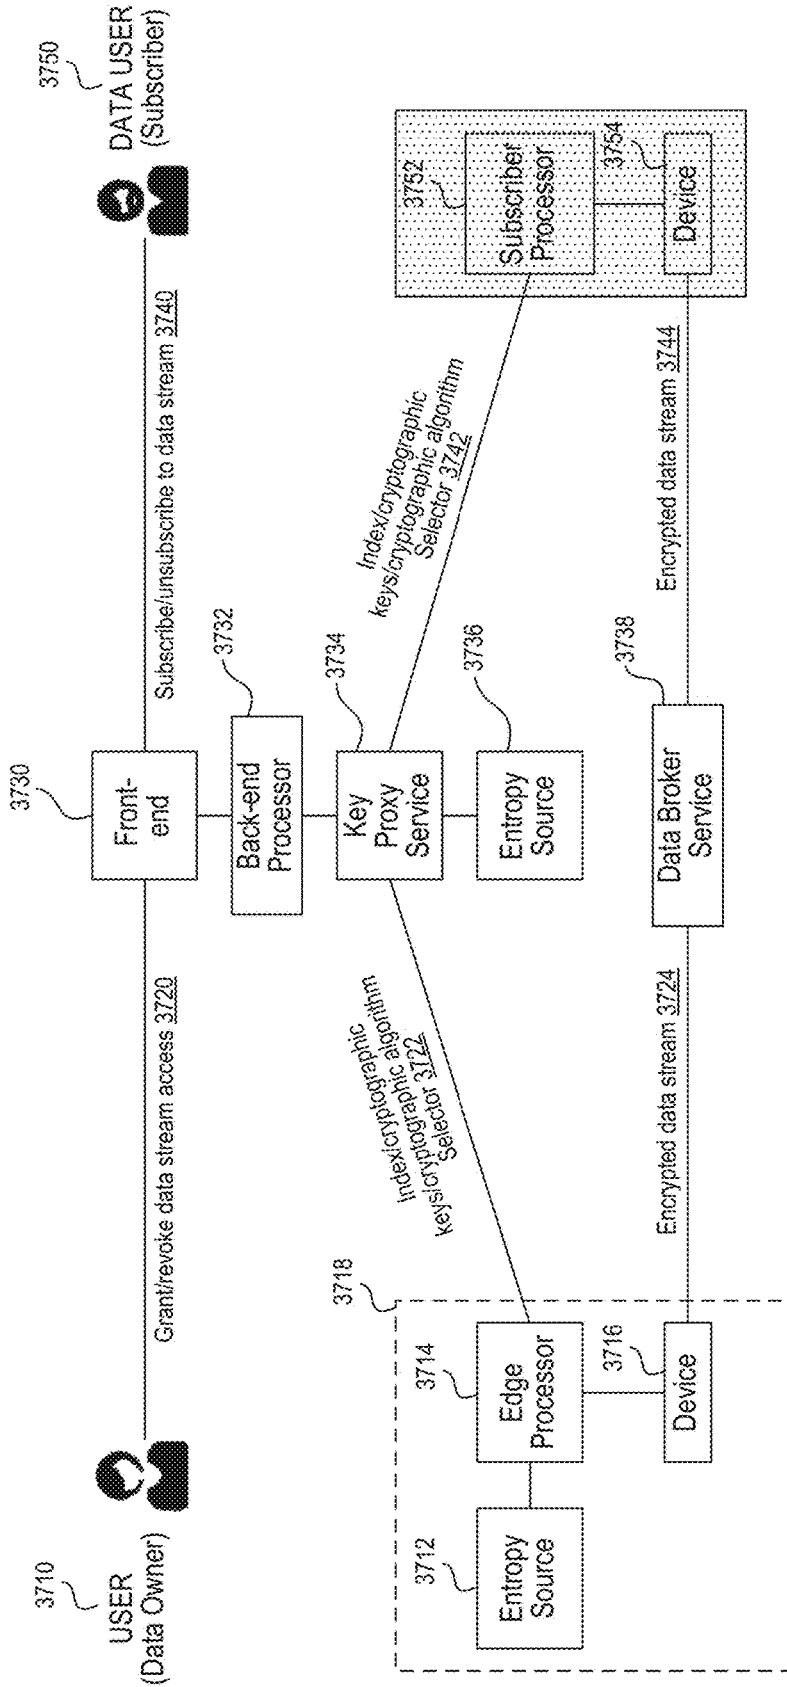 3710
USER
(Data Owner)
Grant/revoke data stream access 3720
3730
Front-
end
Subscribe/unsubscribe to data stream 3740
3750
DATA USER
(Subscriber)
3732
Back-end
Processor
3734
Key
Proxy
Service
3736
Entropy
Source
Index/cryptographic
keys/cryptographic algorithm
Selector 3722
Index/cryptographic
keys/cryptographic algorithm
Selector 3742
3718
3712
Entropy
Source
3714
Edge
Processor
3716
Device
Encrypted data stream 3724
3738
Data Broker
Service
Encrypted data stream 3744
3752
Subscriber
Processor
3754
Device